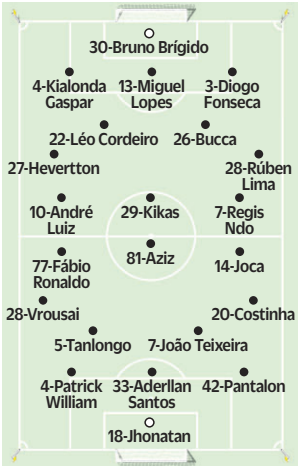 30-Bruno Brígido
4-Kialonda
Gaspar
13-Miguel
Lopes
3-Diogo
Fonseca
22-Léo Cordeiro
26-Bucca
27-Hevertton
28-Rúben
Lima
10-André
Luiz
29-Kikas
7-Regis
Ndo
77-Fábio
Ronaldo
81-Aziz
14-Joca
28-Vrousai
20-Costinha
5-Tanlongo
7-João Teixeira
4-Patrick
William
33-Aderllan
Santos
42-Pantalon
18-Jhonatan